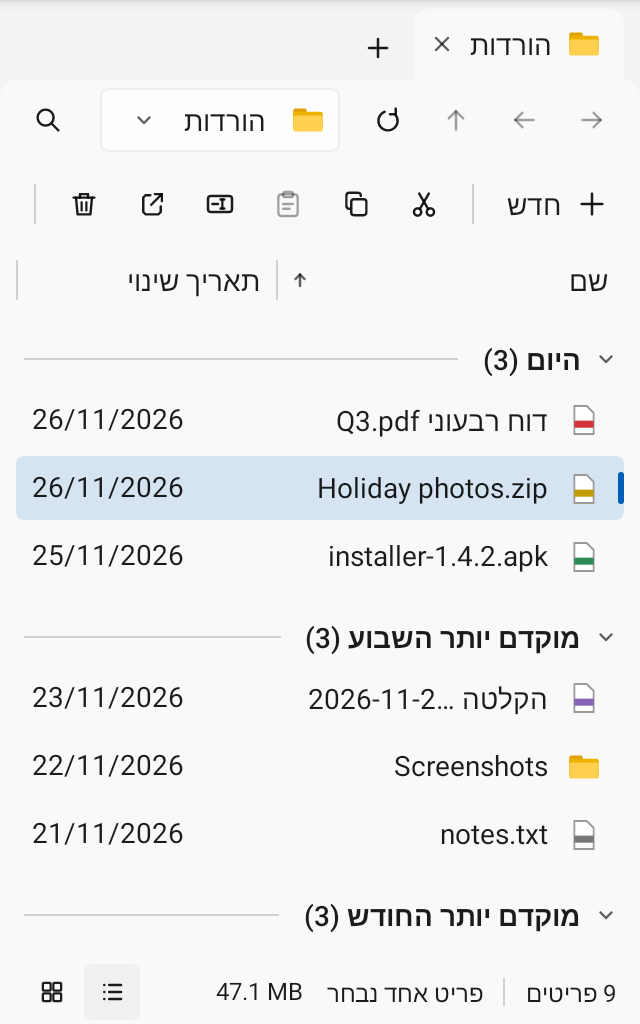 הורדות
הורדות
חדש
שם
תאריך שינוי
היום (3)
דוח רבעוני Q3.pdf
26/11/2026
Holiday photos.zip
26/11/2026
installer-1.4.2.apk
25/11/2026
מוקדם יותר השבוע (3)
הקלטה 2026-11-2…
23/11/2026
Screenshots
22/11/2026
notes.txt
21/11/2026
מוקדם יותר החודש (3)
9 פריטים
פריט אחד נבחר
47.1 MB